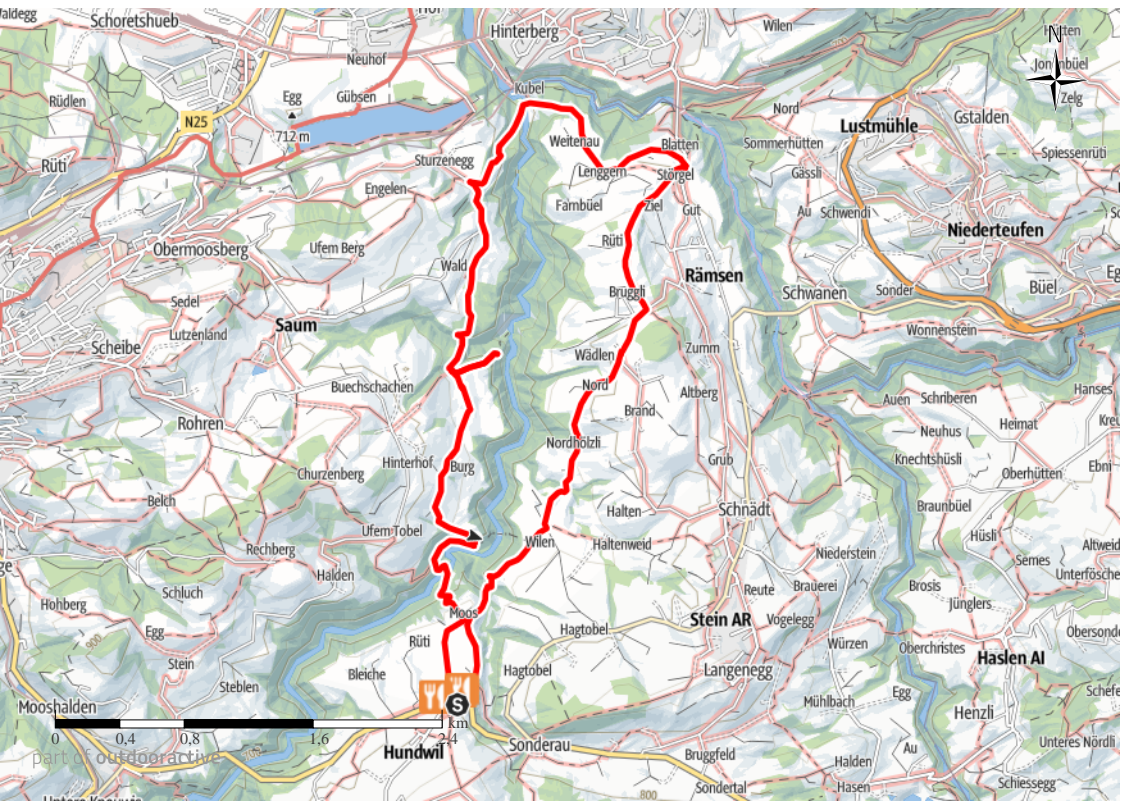 Schoretshueb
Hof
Hinterberg
Wilen
N
Neuhof
Rüdlen
Egg
Gübsen
Kubel
Zelg
N25
712 m
Nord
Lustmühle
Gstalden
Rüti
Sturzenegg
Weitenau
Blatten
Sommerhütten
Spiessenrüti
Engelen
Lenggern
Störgel
Gässli
Farnbüel
Ziel
Gut
Au
Schwendi
Obermoosberg
Ufem Berg
Rüti
Niederteufen
Wald
Rämsen
Sedel
Brüggli
Schwanen
Sonder
Büel
Saum
Lutzenland
Scheibe
Wädlen
Zumm
Wonnenstein
Buechschachen
Nord
Altberg
Hanses
Brand
Auen
Schriberen
Rohren
Neuhus
Heimat
Nordhölzli
Hinterhof
Burg
Grub
Knechtshüsli
Ebni
Churzenberg
Oberhütten
Belch
Halten
Schnädt
Braunbüel
Ufem Tobel
Hüsli
Rechberg
Wilen
Haltenweid
Niederstein
Semes
Halden
Unterfösche
Schluch
Reute
Brauerei
Brosis
Jünglers
Hohberg
Moos
Stein AR
Vogelegg
900
Egg
Hagtobel
Würzen
Oberchristes
Rüti
Haslen AI
Stein
Bleiche
Hagtobel
Langenegg
Steblen
Egg
Mooshalden
S
Mühlbach
Henzli
km
0 0,4 0,8 1,6 2,4
Hundwil
Sonderau
Bruggfeld
Au
Unteres Nördli
part of outdooractive
Halden
Sondertal
Hasen
Schiessegg
800